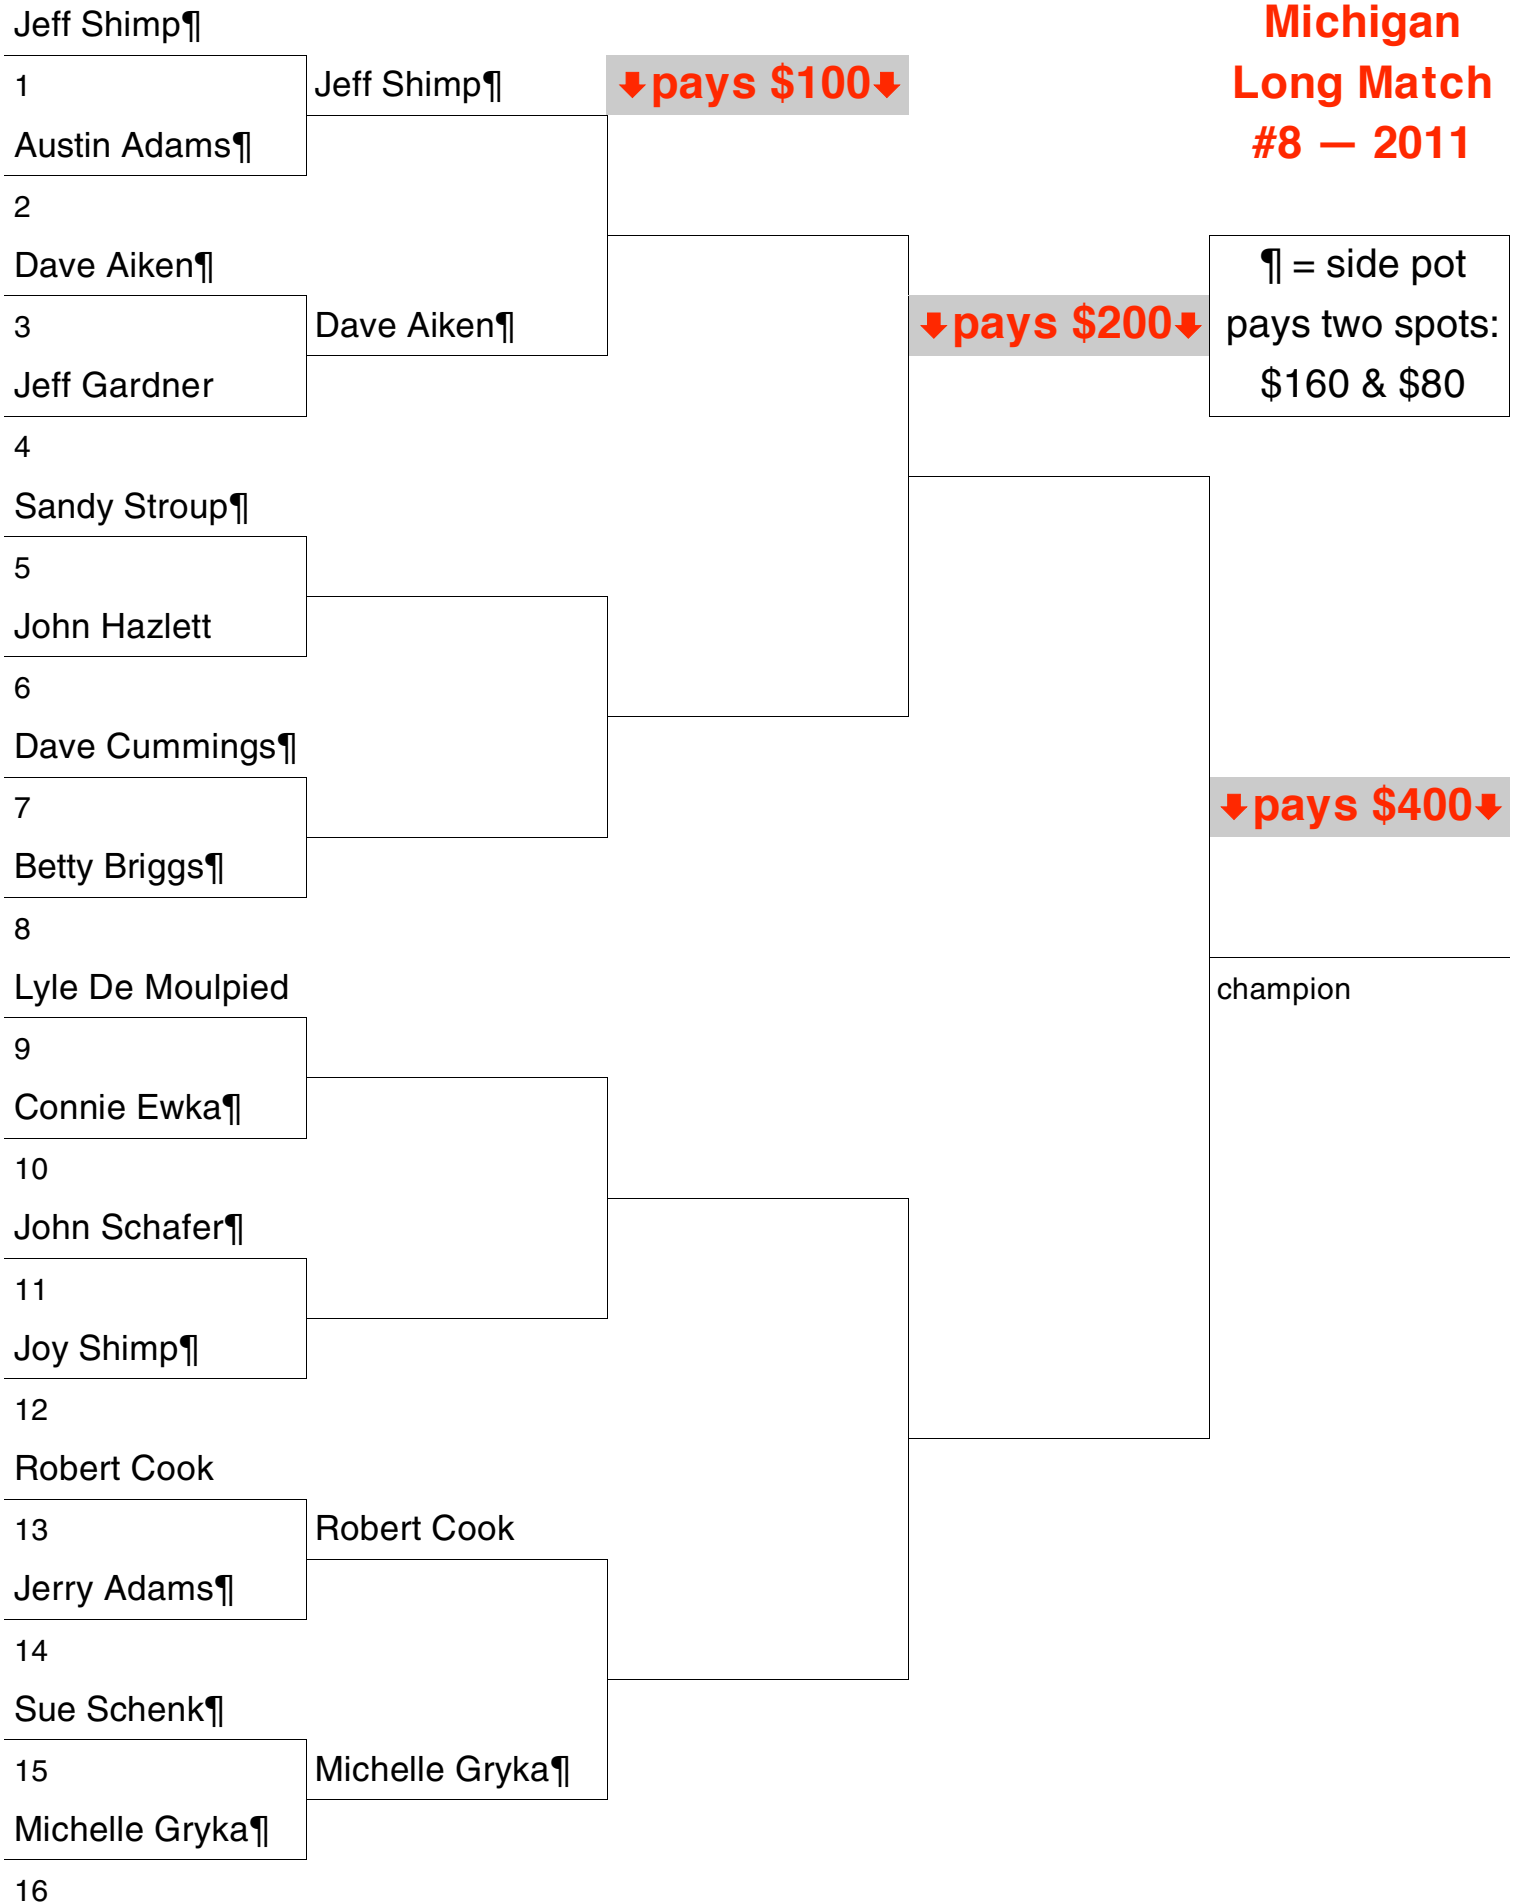 Jeff Shimp¶
1
Austin Adams¶
2
Dave Aiken¶
3
Jeff Gardner
4
Sandy Stroup¶
5
John Hazlett
6
Dave Cummings¶
7
Betty Briggs¶
8
Lyle De Moulpied
9
Connie Ewka¶
10
John Schafer¶
11
Joy Shimp¶
12
Robert Cook
13
Jerry Adams¶
14
Sue Schenk¶
15
Michelle Gryka¶
16
Jeff Shimp¶
Dave Aiken¶
Robert Cook
Michelle Gryka¶
⬇pays $100⬇
⬇pays $200⬇
Michigan
Long Match
#8 — 2011
¶ = side pot
pays two spots:
$160 & $80
⬇pays $400⬇
champion